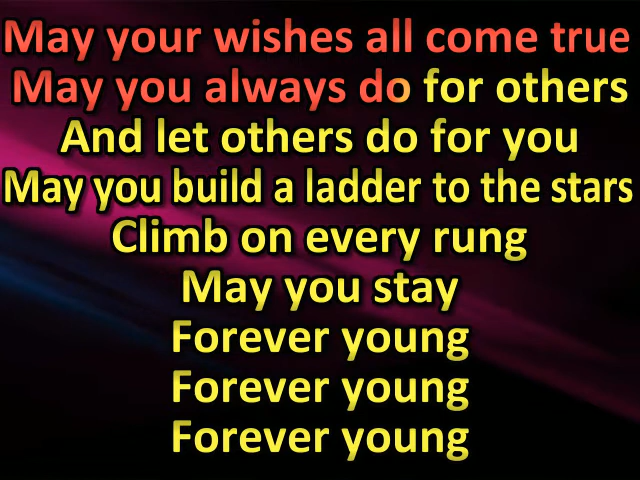 May your wishes all come true
May you always do for others
And let others do for you
May you build a ladder to the stars
Climb on every rung
May you stay
Forever young
Forever young
Forever young